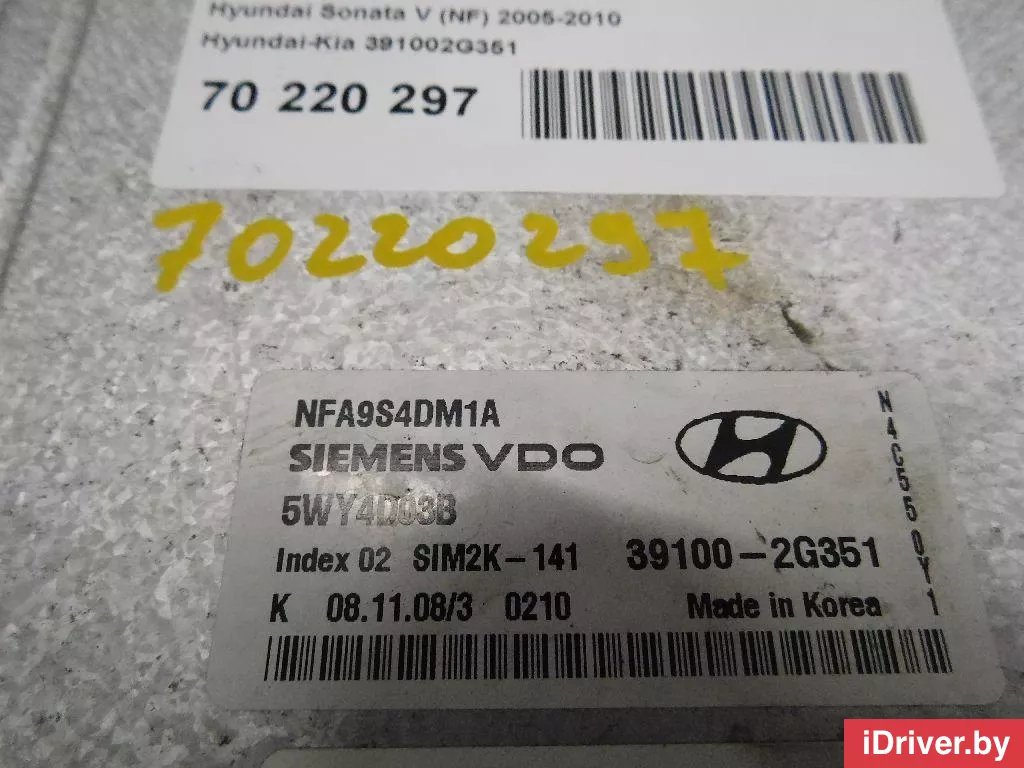 Hyundai Sonata V (NF) 2005-2010
Hyundai-Kia 391002G351
70 220 297
70220297
NFA9S4DM1A
SIEMENS VDO
5WY4D03B
Index 02 SIM2K-141 39100-2G351
K 08.11.08/3 0210 Made in Korea
N4C550Y1
iDriver.by